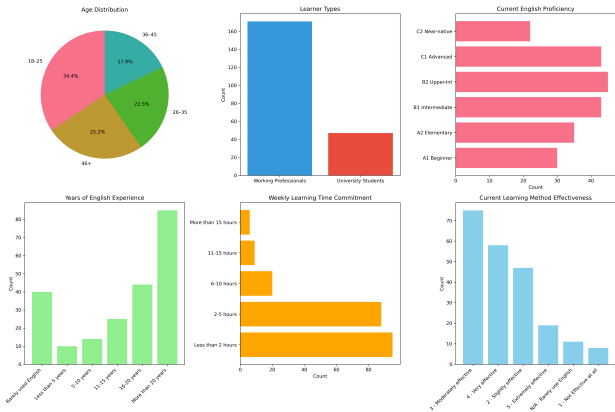 Age Distribution
36-45
18-25
17.9%
34.4%
22.5%
26-35
25.2%
46+
Learner Types
Count
160
140
120
100
80
60
40
20
0
Working Professionals
University Students
Current English Proficiency
C2 Near-native
C1 Advanced
B2 Upper-Int
B1 Intermediate
A2 Elementary
A1 Beginner
0
20
40
Count
Years of English Experience
Count
80
70
60
50
40
30
20
10
0
Rarely used English
Less than 5 years
5-10 years
11-15 years
16-20 years
More than 20 years
Weekly Learning Time Commitment
More than 15 hours
11-15 hours
6-10 hours
2-5 hours
Less than 2 hours
0
20
40
60
80
Count
Current Learning Method Effectiveness
Count
70
60
50
40
30
20
10
0
3 - Moderately effective
4 - Very effective
2 - Slightly effective
5 - Extremely effective
N/A - Rarely use English
1 - Not Effective at all